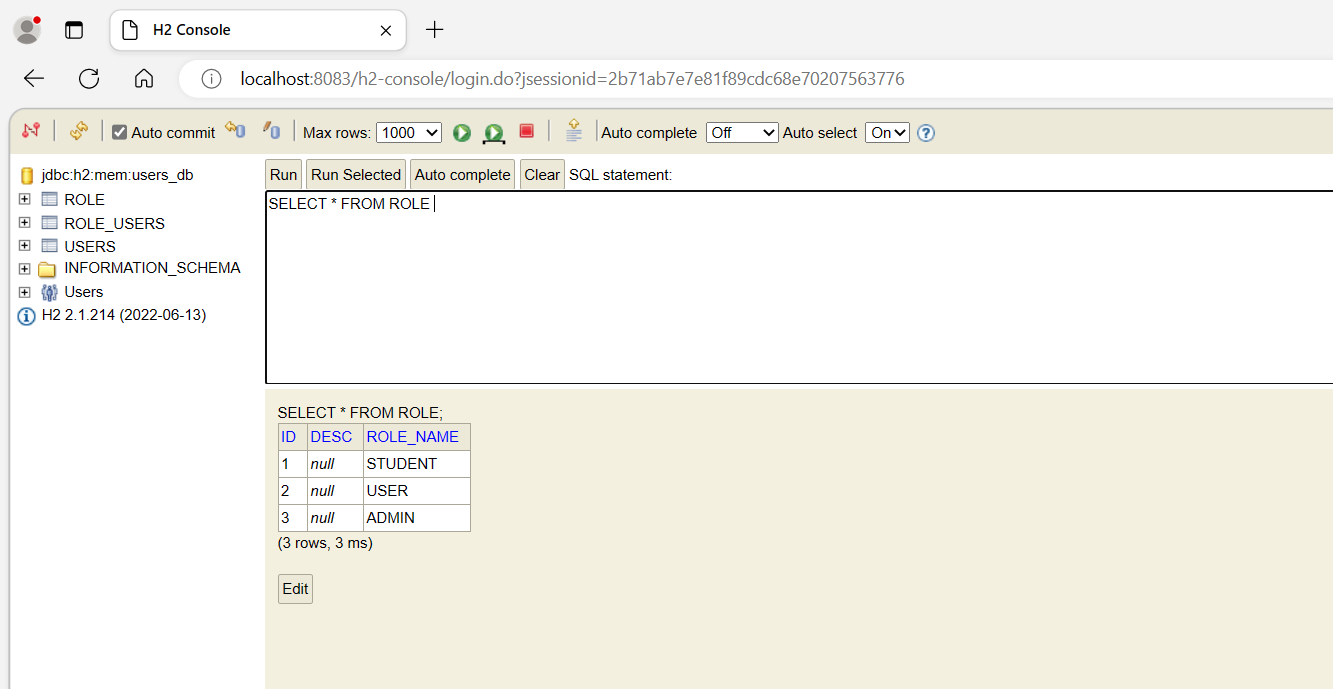 H2 Console
localhost:8083/h2-console/login.do?jsessionid=2b71ab7e7e81f89cdc68e70207563776
Auto commit Max rows: 1000 Auto complete Off Auto select On ?
jdbc:h2:mem:users_db
ROLE
ROLE_USERS
USERS
INFORMATION_SCHEMA
Users
H2 2.1.214 (2022-06-13)
Run Run Selected Auto complete Clear SQL statement:
SELECT * FROM ROLE
SELECT * FROM ROLE;
ID DESC ROLE_NAME
1 null STUDENT
2 null USER
3 null ADMIN
(3 rows, 3 ms)
Edit